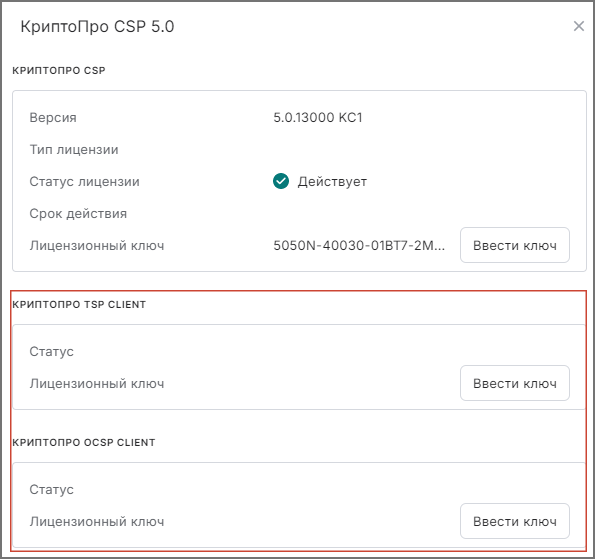 КриптоПро CSP 5.0
КРИПТОПРО CSP
Версия 5.0.13000 КС1
Тип лицензии
Статус лицензии Действует
Срок действия
Лицензионный ключ 5050N-40030-01BT7-2M... Ввести ключ
КРИПТОПРО TSP CLIENT
Статус
Лицензионный ключ Ввести ключ
КРИПТОПРО OCSP CLIENT
Статус
Лицензионный ключ Ввести ключ